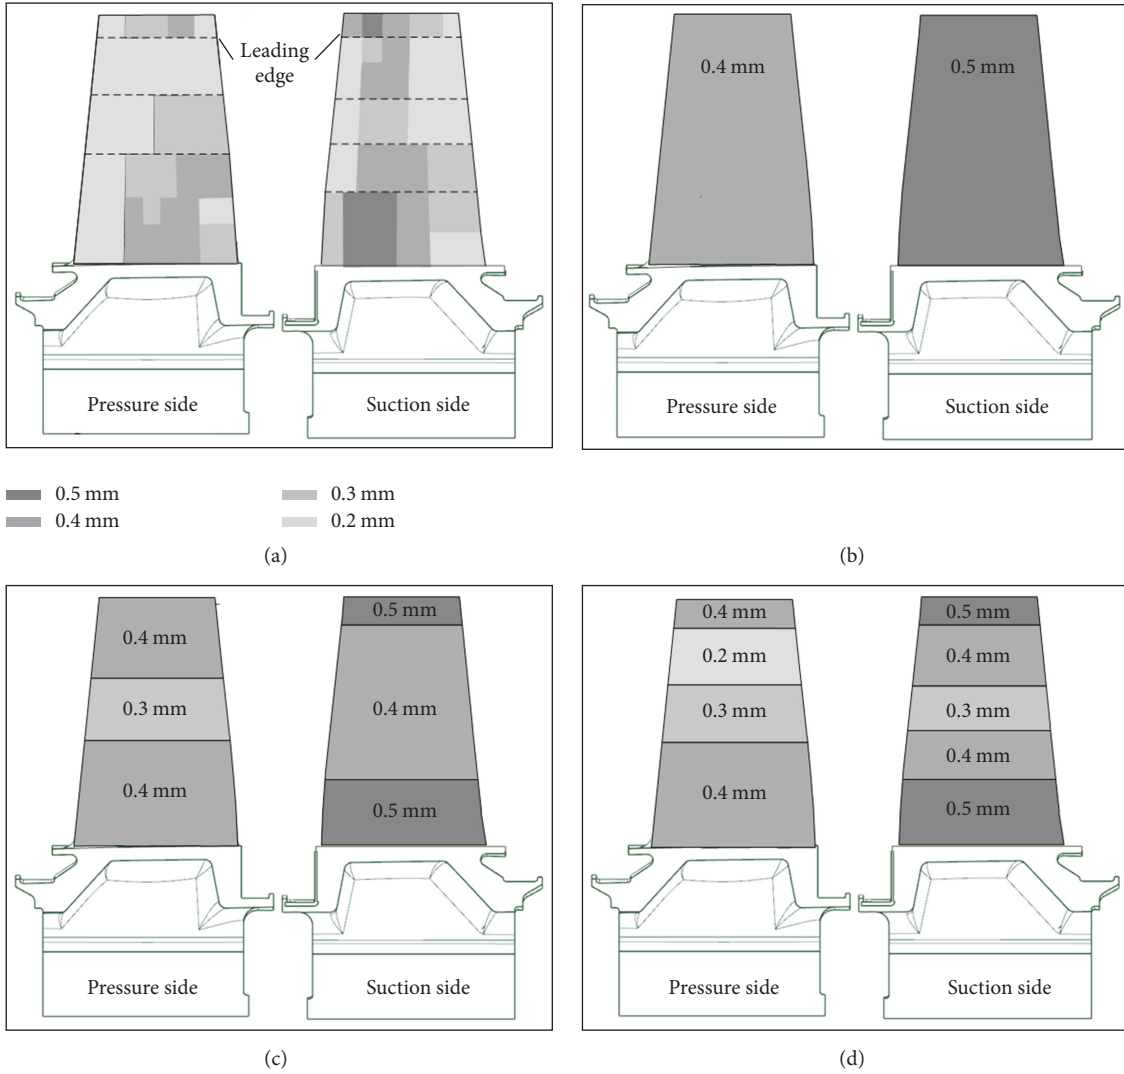 Leading
edge
Pressure side
Suction side
0.5 mm
0.3 mm
0.4 mm
0.2 mm
(a)
0.4 mm
0.5 mm
Pressure side
Suction side
(b)
0.4 mm
0.3 mm
0.4 mm
0.5 mm
0.4 mm
0.5 mm
Pressure side
Suction side
(c)
0.4 mm
0.2 mm
0.3 mm
0.4 mm
0.5 mm
0.4 mm
0.3 mm
0.4 mm
0.5 mm
Pressure side
Suction side
(d)